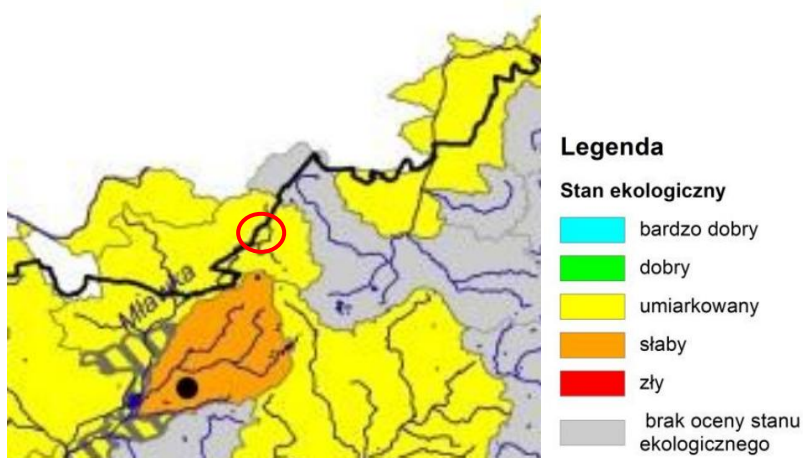 Mławka
Legenda
Stan ekologiczny
bardzo dobry
dobry
umiarkowany
słaby
zły
brak oceny stanu
ekologicznego